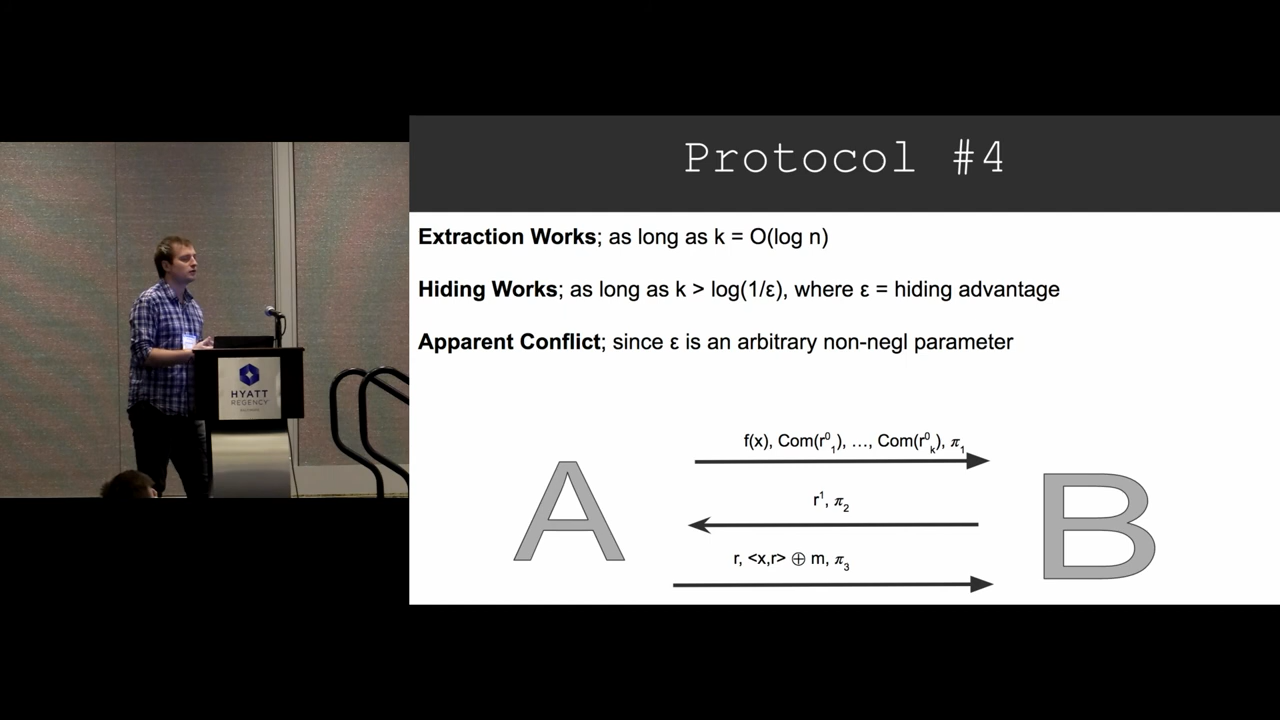 Protocol #4
Extraction Works; as long as k = O(log n)
Hiding Works; as long as k > log(1/ε), where ε = hiding advantage
Apparent Conflict; since ε is an arbitrary non-negl parameter
f(x), Com(r⁰₁), …, Com(r⁰ₖ), π₁
r¹, π₂
r, <x,r> ⊕ m, π₃
A
B
HYATT
REGENCY